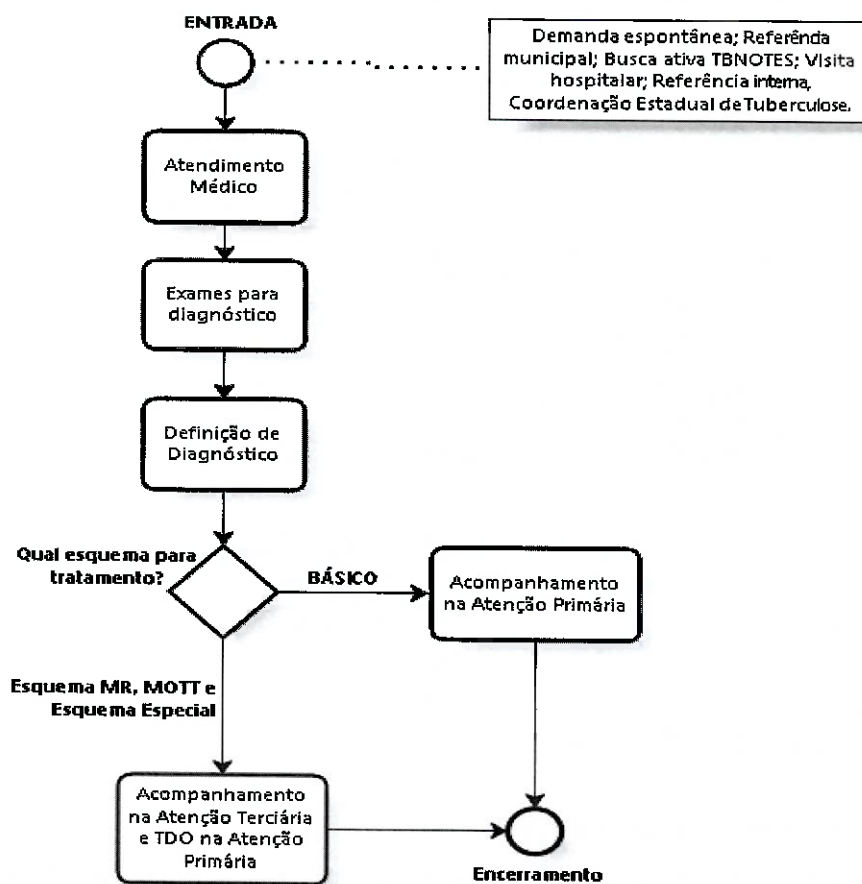 ENTRADA
Demanda espontânea; Referência
municipal; Busca ativa TBNOTES; Visita
hospitalar; Referência interna,
Coordenação Estadual de Tuberculose.
Atendimento
Médico
Exames para
diagnóstico
Definição de
Diagnóstico
Qual esquema para
tratamento?
BÁSICO
Acompanhamento
na Atenção Primária
Esquema MR, MOTT e
Esquema Especial
Acompanhamento
na Atenção Terciária
e TDO na Atenção
Primária
Encerramento